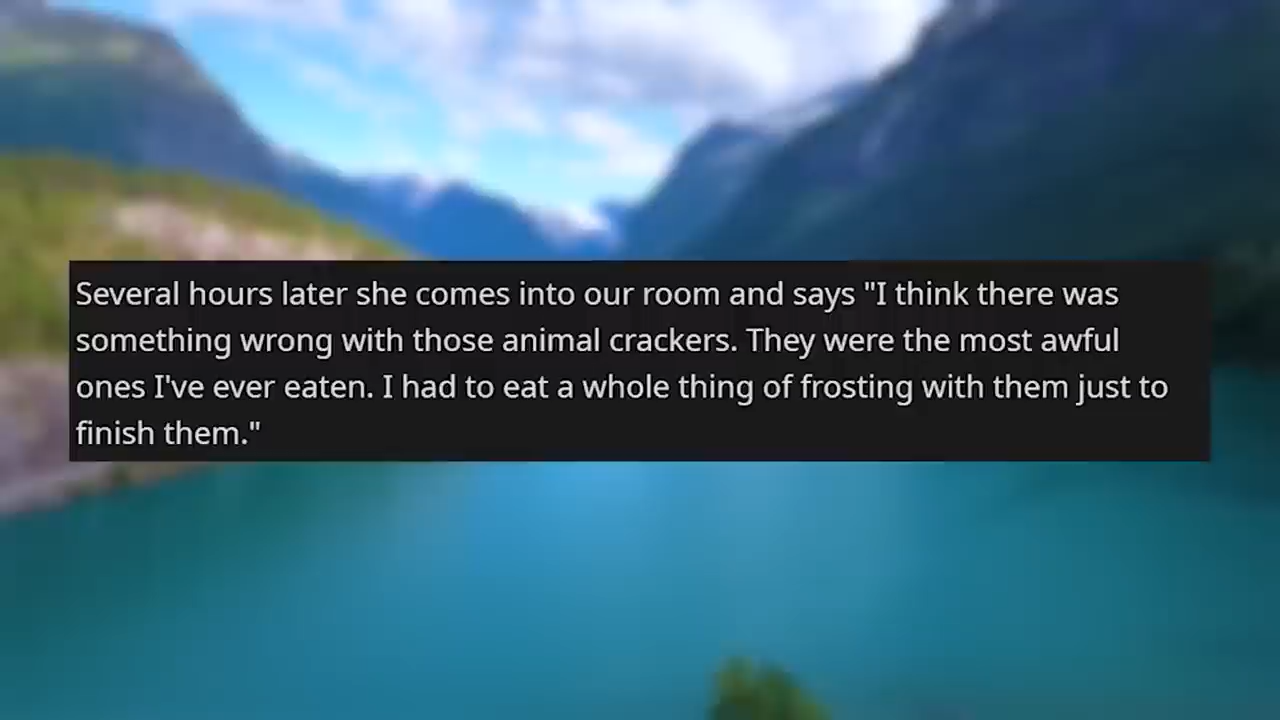 Several hours later she comes into our room and says "I think there was
something wrong with those animal crackers. They were the most awful
ones I've ever eaten. I had to eat a whole thing of frosting with them just to
finish them."